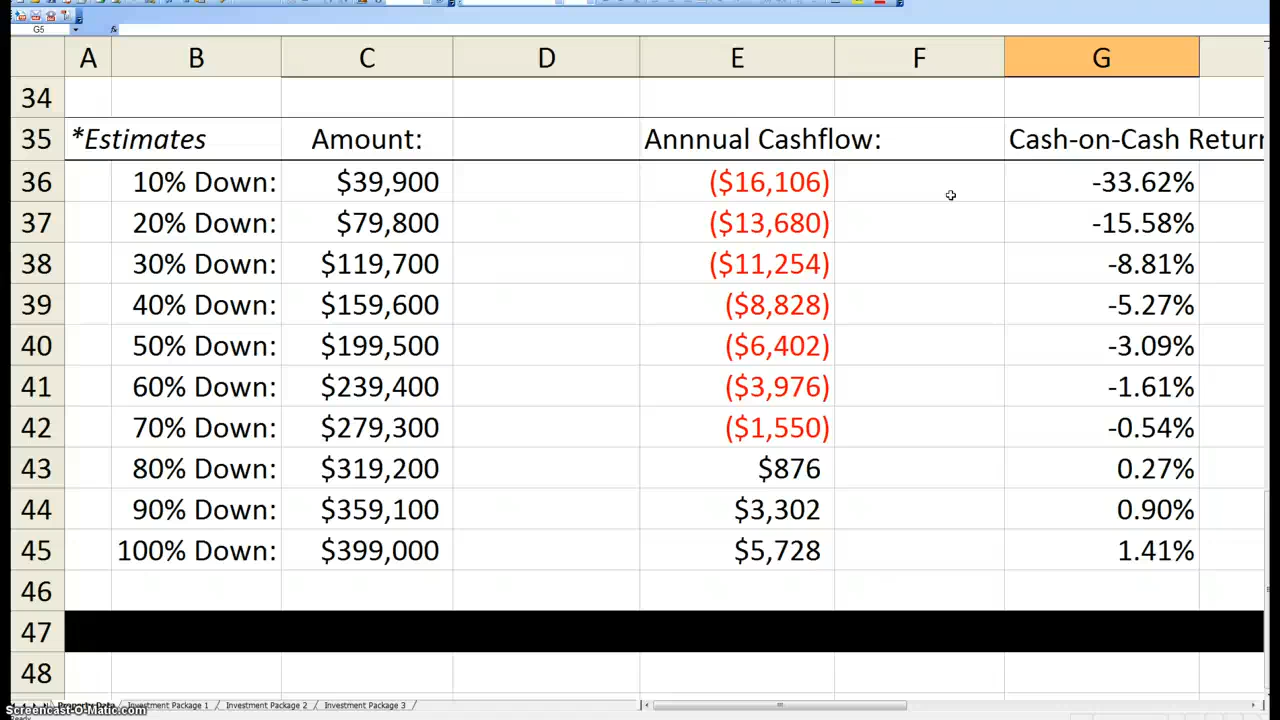 G5
A B C D E F G
34
35 *Estimates Amount: Annnual Cashflow: Cash-on-Cash Return
36 10% Down: $39,900 ($16,106) -33.62%
37 20% Down: $79,800 ($13,680) -15.58%
38 30% Down: $119,700 ($11,254) -8.81%
39 40% Down: $159,600 ($8,828) -5.27%
40 50% Down: $199,500 ($6,402) -3.09%
41 60% Down: $239,400 ($3,976) -1.61%
42 70% Down: $279,300 ($1,550) -0.54%
43 80% Down: $319,200 $876 0.27%
44 90% Down: $359,100 $3,302 0.90%
45 100% Down: $399,000 $5,728 1.41%
46
47
48
Investment Package 1 Investment Package 2 Investment Package 3
Screencast-O-Matic.com